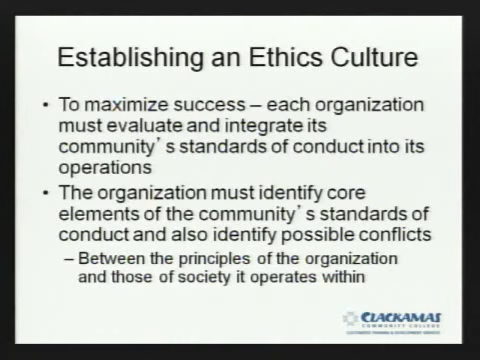 Establishing an Ethics Culture
• To maximize success – each organization
must evaluate and integrate its
community's standards of conduct into its
operations
• The organization must identify core
elements of the community's standards of
conduct and also identify possible conflicts
– Between the principles of the organization
and those of society it operates within
CLACKAMAS
COMMUNITY COLLEGE